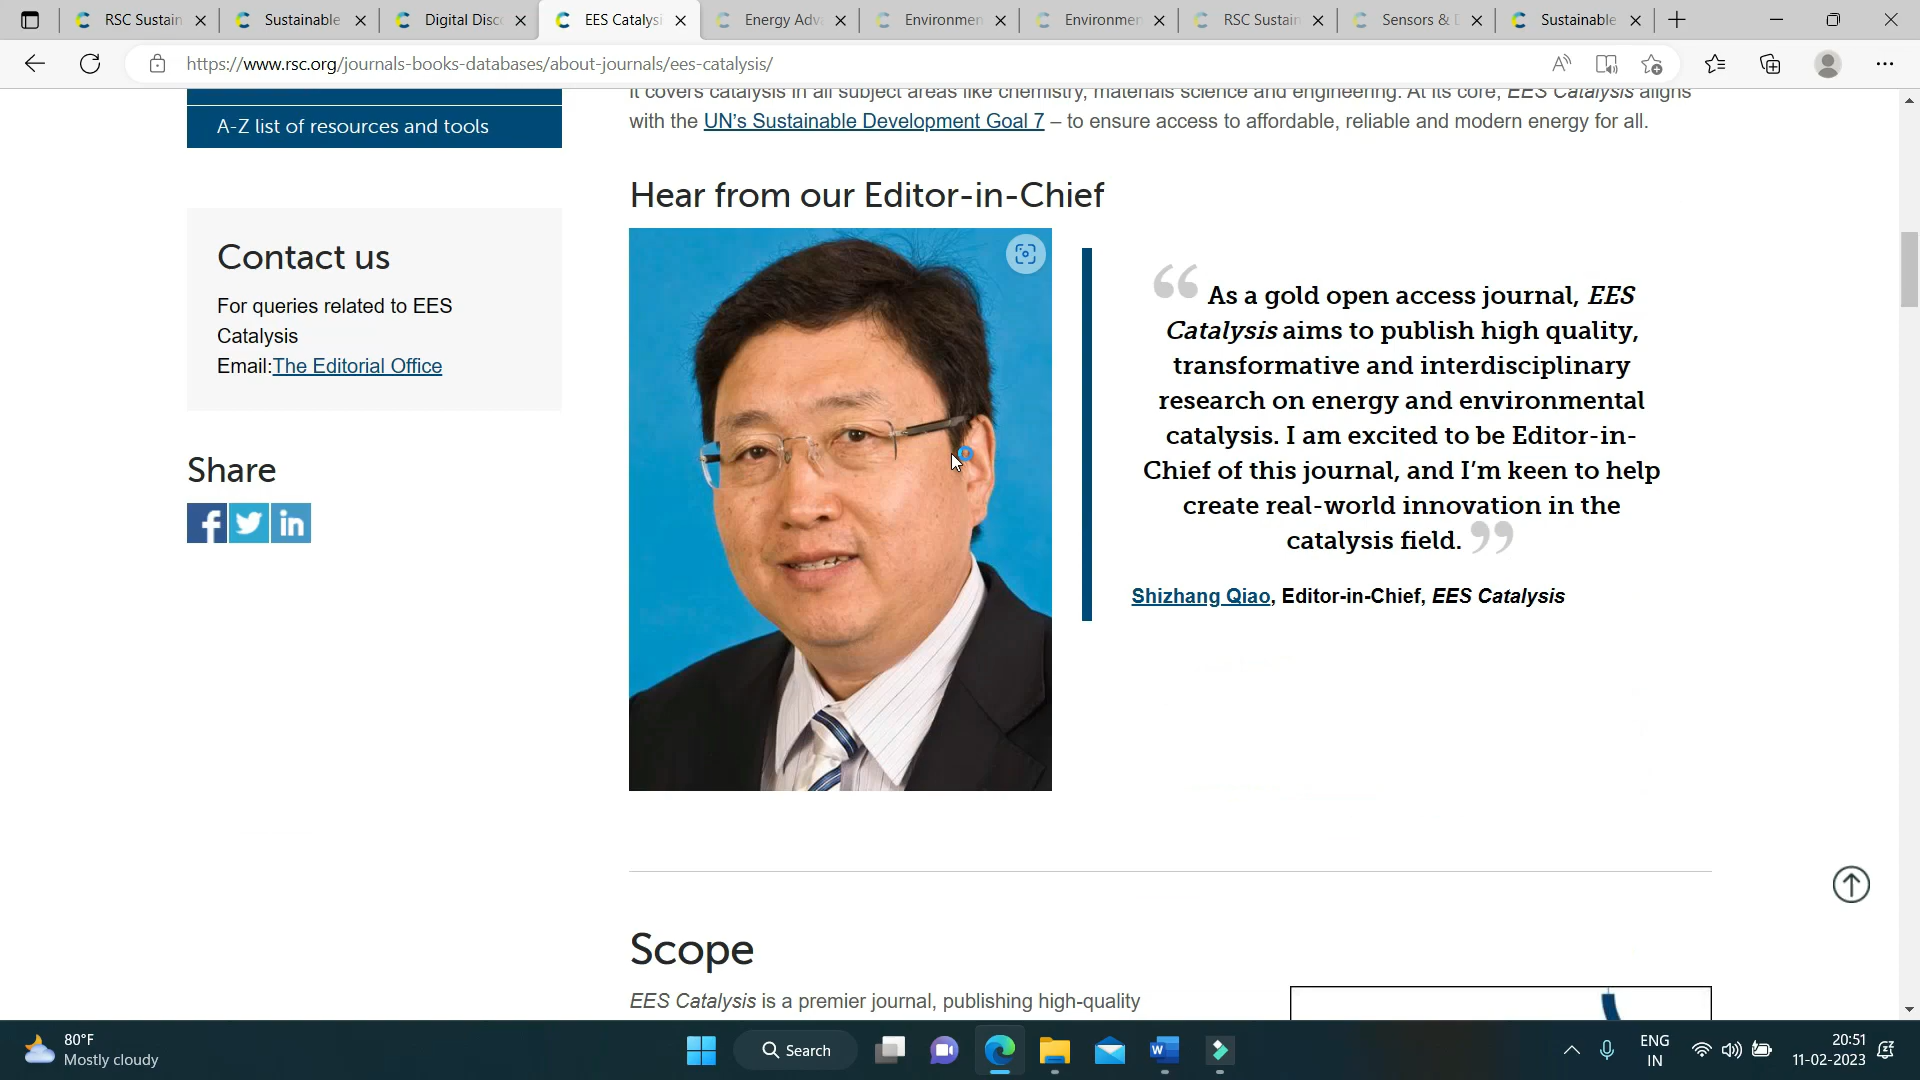 RSC Sustain
Sustainable
Digital Disc
EES Catalysi
Energy Adv
Environmen
Environmen
RSC Sustain
Sensors &
Sustainable
https://www.rsc.org/journals-books-databases/about-journals/ees-catalysis/
It covers catalysis in all subject areas like chemistry, materials science and engineering. At its core, EES Catalysis aligns
with the UN's Sustainable Development Goal 7 – to ensure access to affordable, reliable and modern energy for all.
A-Z list of resources and tools
Contact us
For queries related to EES
Catalysis
Email:The Editorial Office
Share
Hear from our Editor-in-Chief
“ As a gold open access journal, EES
Catalysis aims to publish high quality,
transformative and interdisciplinary
research on energy and environmental
catalysis. I am excited to be Editor-in-
Chief of this journal, and I’m keen to help
create real-world innovation in the
catalysis field. ”
Shizhang Qiao, Editor-in-Chief, EES Catalysis
Scope
EES Catalysis is a premier journal, publishing high-quality
80°F
Mostly cloudy
Search
ENG
IN
20:51
11-02-2023